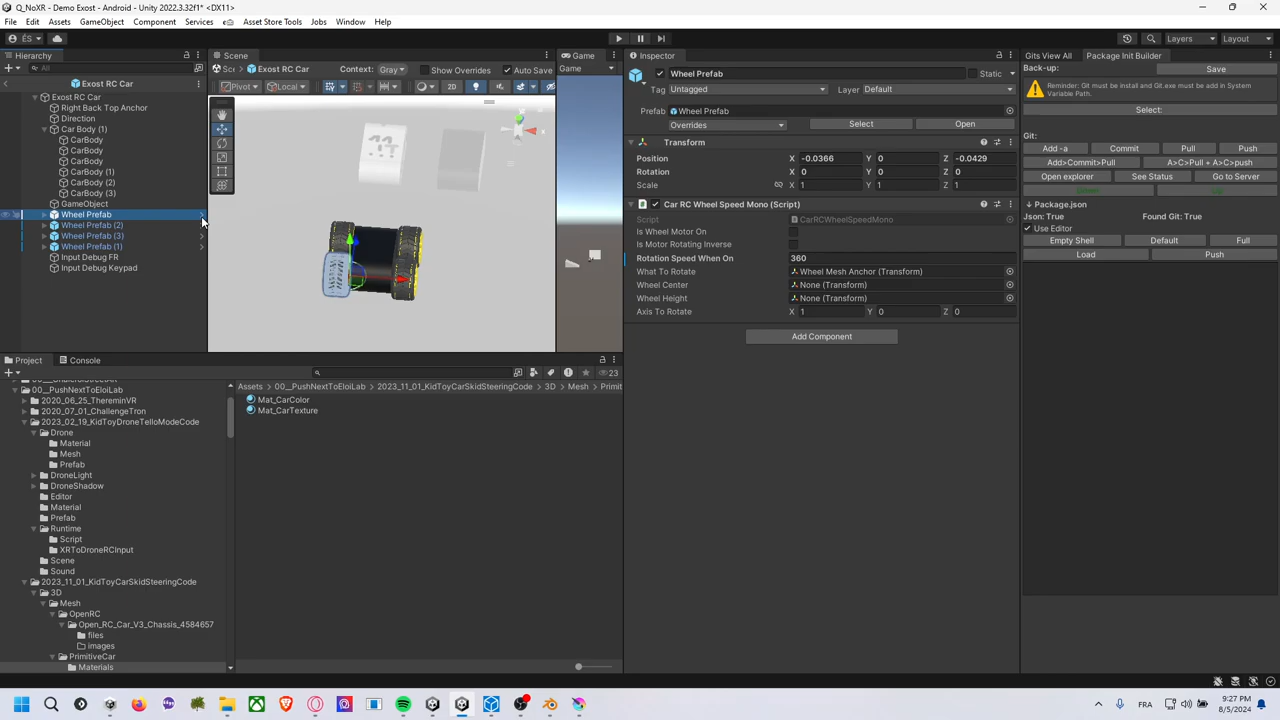 Q_NoXR - Demo Exost - Android - Unity 2022.3.32f1* <DX11>
File Edit Assets GameObject Component Services Asset Store Tools Jobs Window Help
ÉS Layers Layout
Hierarchy
All
Exost RC Car
Exost RC Car
Right Back Top Anchor
Direction
Car Body (1)
CarBody
CarBody
CarBody
CarBody (1)
CarBody (2)
CarBody (3)
GameObject
Wheel Prefab
Wheel Prefab (2)
Wheel Prefab (3)
Wheel Prefab (1)
Input Debug FR
Input Debug Keypad
Scene
Sc Exost RC Car Context: Gray Show Overrides Auto Save
Pivot Local 2D
Game
Game
Inspector
Wheel Prefab Static
Tag Untagged Layer Default
Prefab Wheel Prefab
Overrides Select Open
Transform
Position X -0.0366 Y 0 Z -0.0429
Rotation X 0 Y 0 Z 0
Scale X 1 Y 1 Z 1
Car RC Wheel Speed Mono (Script)
Script CarRCWheelSpeedMono
Is Wheel Motor On
Is Motor Rotating Inverse
Rotation Speed When On 360
What To Rotate Wheel Mesh Anchor (Transform)
Wheel Center None (Transform)
Wheel Height None (Transform)
Axis To Rotate X 1 Y 0 Z 0
Add Component
Gits View All Package Init Builder
Back-up: Save
Reminder: Git must be install and Git.exe must be add in System Variable Path.
Select:
Git:
Add -a Commit Pull Push
Add>Commit>Pull A>C>Pull + A>C>push
Open explorer See Status Go to Server
Package.json
Json: True Found Git: True
Use Editor
Empty Shell Default Full
Load Push
Project Console
23
00__PushNextToEloiLab
2020_06_25_ThereminVR
2020_07_01_ChallengeTron
2023_02_19_KidToyDroneTelloModeCode
Drone
Material
Mesh
Prefab
DroneLight
DroneShadow
Editor
Material
Prefab
Runtime
Script
XRToDroneRCInput
Scene
Sound
2023_11_01_KidToyCarSkidSteeringCode
3D
Mesh
OpenRC
Open_RC_Car_V3_Chassis_4584657
files
images
PrimitiveCar
Materials
Assets > 00__PushNextToEloiLab > 2023_11_01_KidToyCarSkidSteeringCode > 3D > Mesh > Primit
Mat_CarColor
Mat_CarTexture
FRA 9:27 PM
8/5/2024